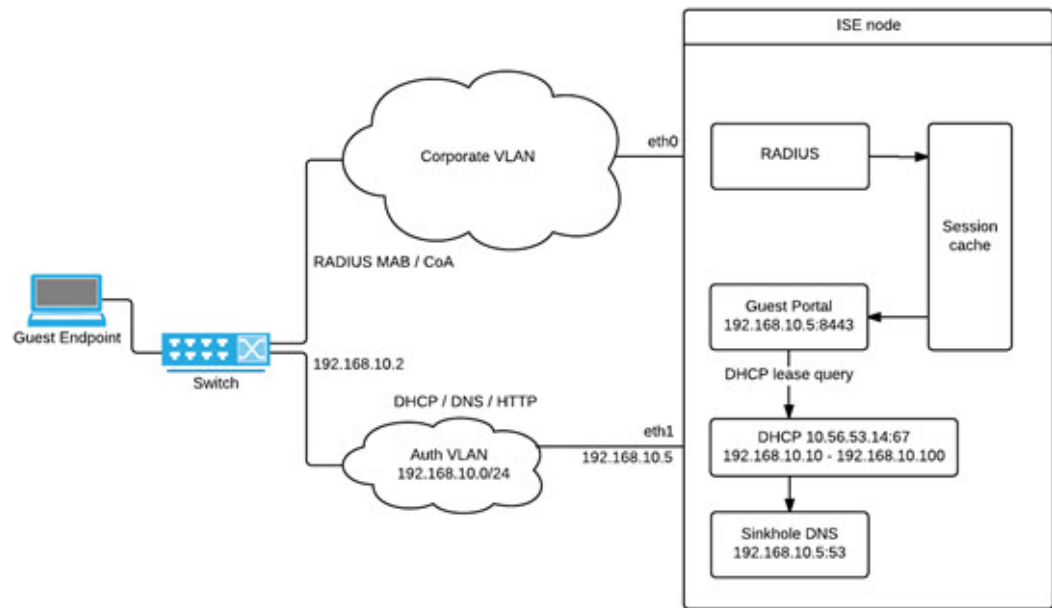 ISE node
eth0
RADIUS
Corporate VLAN
Session
cache
RADIUS MAB / CoA
Guest Portal
192.168.10.5:8443
Guest Endpoint
192.168.10.2
Switch
DHCP lease query
DHCP / DNS / HTTP
eth1
DHCP 10.56.53.14:67
192.168.10.10 - 192.168.10.100
Auth VLAN
192.168.10.0/24
192.168.10.5
Sinkhole DNS
192.168.10.5:53